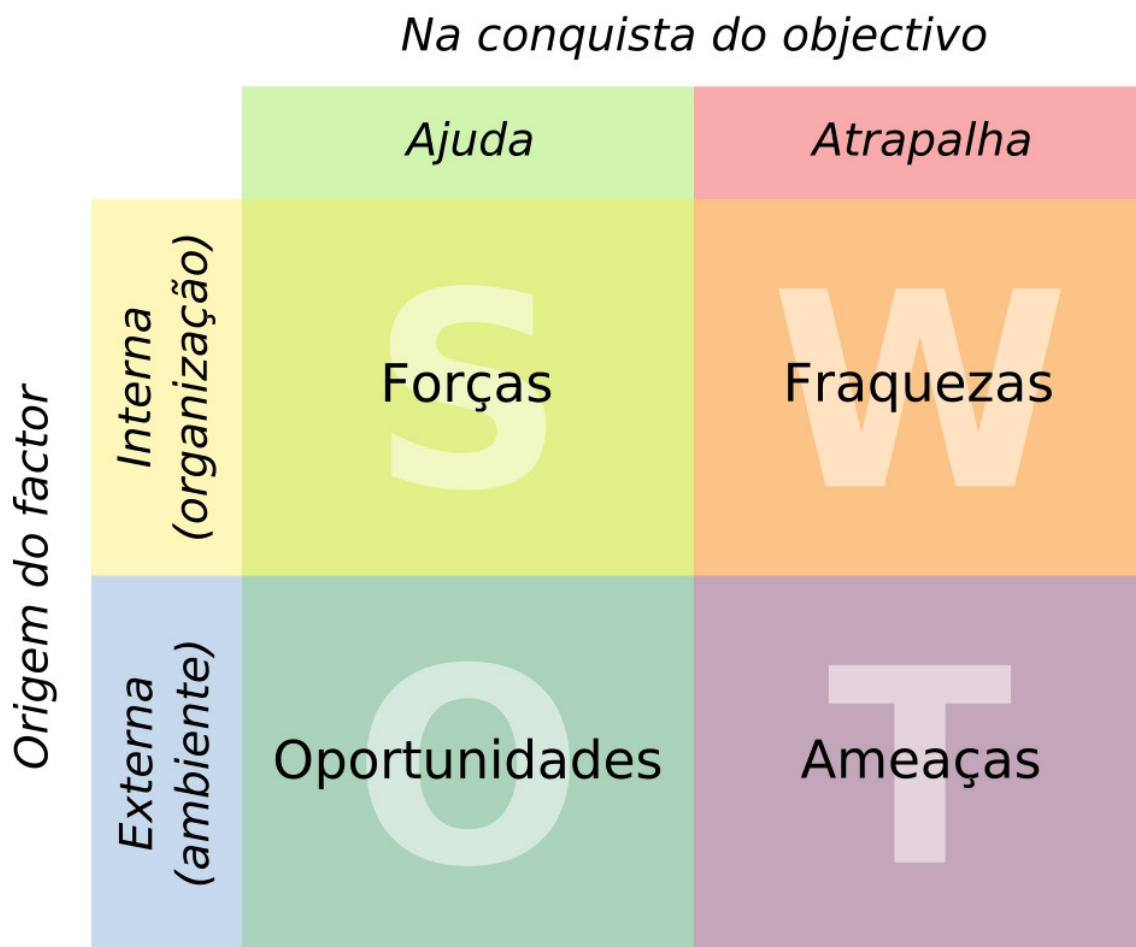 Na conquista do objectivo
Ajuda
Atrapalha
Origem do factor
Interna
(organização)
S
Forças
W
Fraquezas
Externa
(ambiente)
O
Oportunidades
T
Ameaças